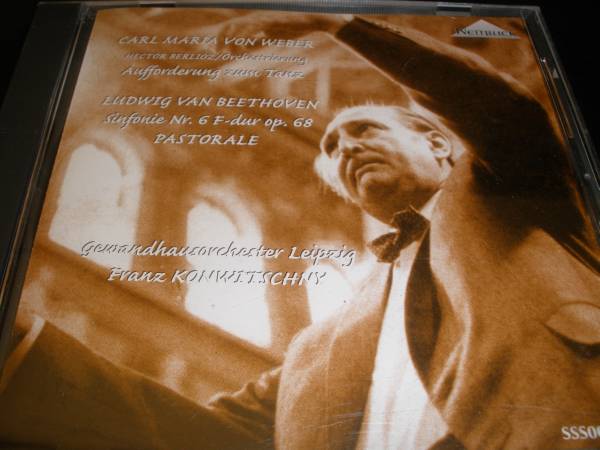 CARL MARIA VON WEBER
HECTOR BERLIOZ/Orchestrierung
Aufforderung zum Tanz
LUDWIG VAN BEETHOVEN
Sinfonie Nr. 6 F-dur op. 68
PASTORALE
Gewandhausorchester Leipzig
Franz KONWITSCHNY